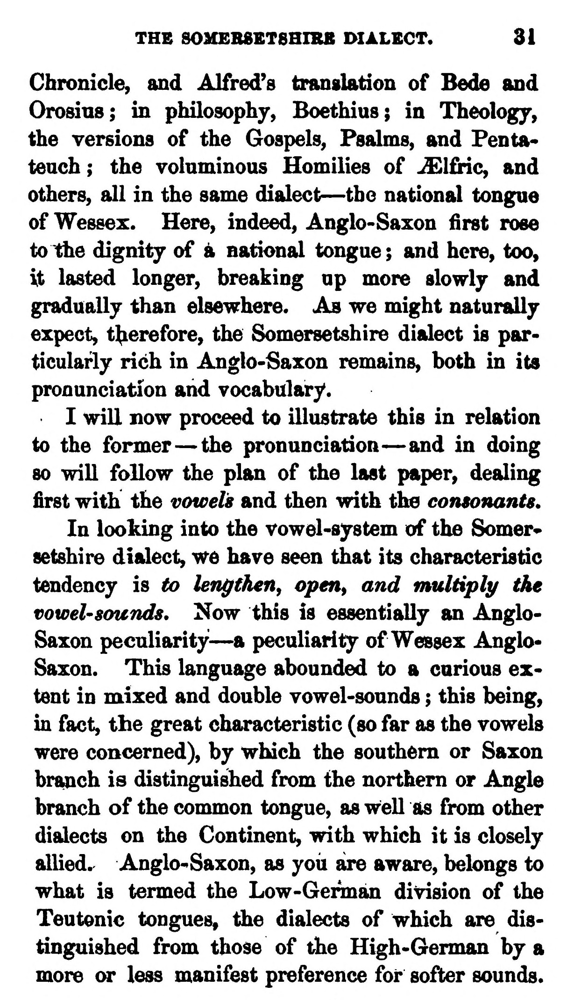 THE SOMERSETSHIRE DIALECT. 31
Chronicle, and Alfred's translation of Bede and
Orosius; in philosophy, Boethius; in Theology,
the versions of the Gospels, Psalms, and Penta-
teuch; the voluminous Homilies of Ælfric, and
others, all in the same dialect—the national tongue
of Wessex. Here, indeed, Anglo-Saxon first rose
to the dignity of a national tongue; and here, too,
it lasted longer, breaking up more slowly and
gradually than elsewhere. As we might naturally
expect, therefore, the Somersetshire dialect is par-
ticularly rich in Anglo-Saxon remains, both in its
pronunciation and vocabulary.
I will now proceed to illustrate this in relation
to the former—the pronunciation—and in doing
so will follow the plan of the last paper, dealing
first with the vowels and then with the consonants.
In looking into the vowel-system of the Somer-
setshire dialect, we have seen that its characteristic
tendency is to lengthen, open, and multiply the
vowel-sounds. Now this is essentially an Anglo-
Saxon peculiarity—a peculiarity of Wessex Anglo-
Saxon. This language abounded to a curious ex-
tent in mixed and double vowel-sounds; this being,
in fact, the great characteristic (so far as the vowels
were concerned), by which the southern or Saxon
branch is distinguished from the northern or Angle
branch of the common tongue, as well as from other
dialects on the Continent, with which it is closely
allied. Anglo-Saxon, as you are aware, belongs to
what is termed the Low-German division of the
Teutonic tongues, the dialects of which are dis-
tinguished from those of the High-German by a
more or less manifest preference for softer sounds.